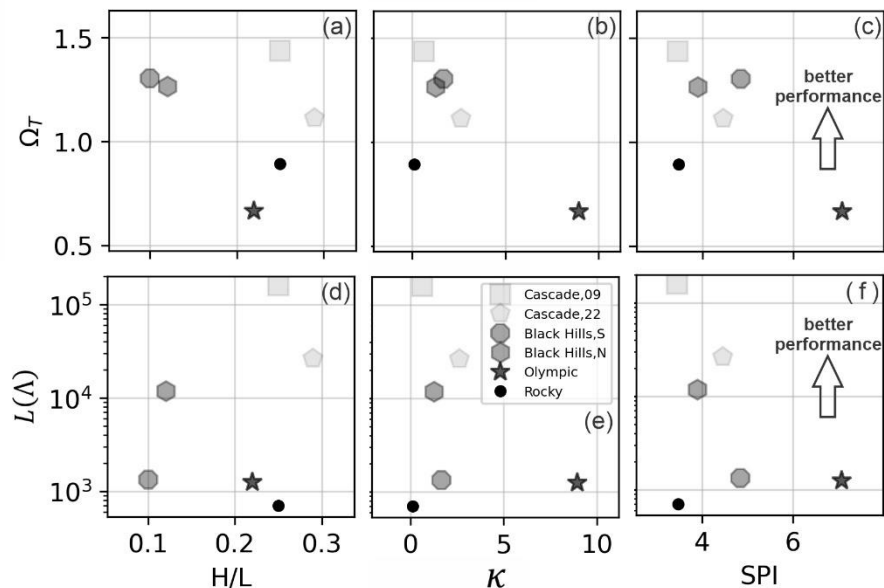 (a)
(b)
(c)
1.5
1.0
0.5
Ω_T
better
performance
(d)
(e)
(f)
10^5
10^4
10^3
L(Λ)
Cascade,09
Cascade,22
Black Hills,S
Black Hills,N
Olympic
Rocky
better
performance
0.1 0.2 0.3
0 5 10
4 6
H/L
κ
SPI